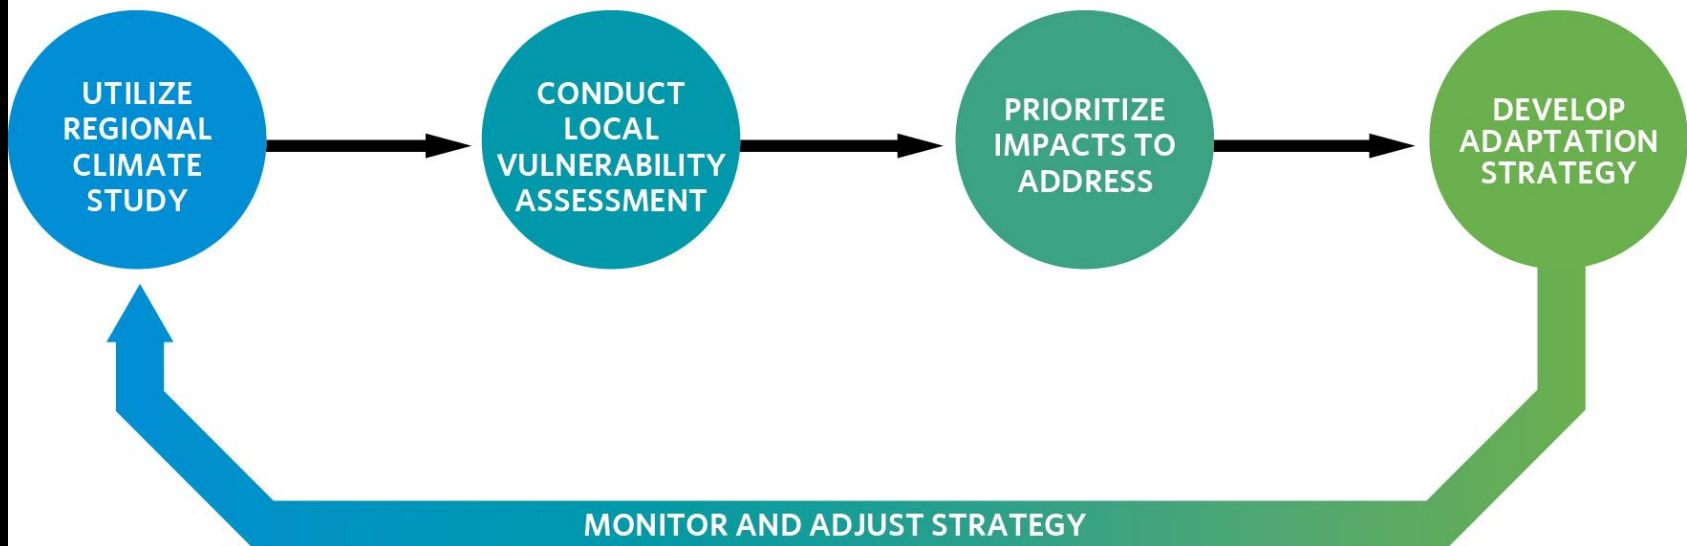 UTILIZE
REGIONAL
CLIMATE
STUDY
CONDUCT
LOCAL
VULNERABILITY
ASSESSMENT
PRIORITIZE
IMPACTS TO
ADDRESS
DEVELOP
ADAPTATION
STRATEGY
MONITOR AND ADJUST STRATEGY